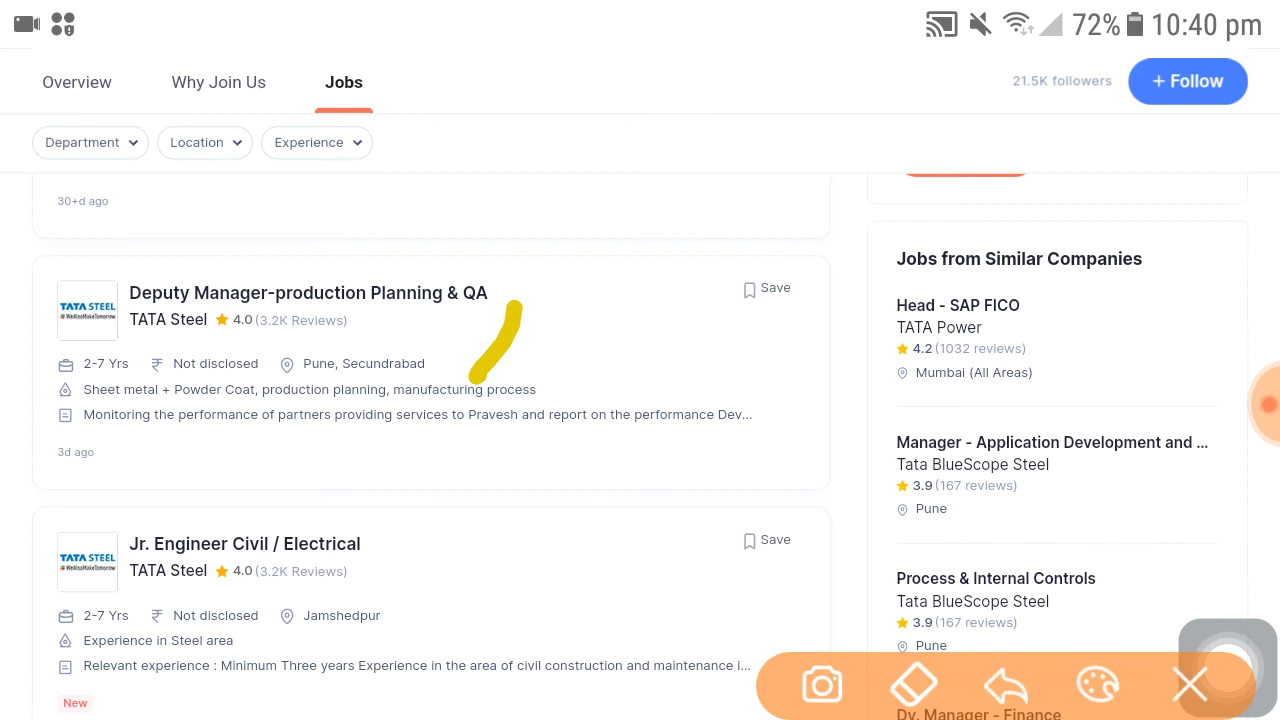 72% 10:40 pm
Overview Why Join Us Jobs
21.5K followers + Follow
Department Location Experience
30+d ago
TATA STEEL
#WeAlsoMakeTomorrow
Deputy Manager-production Planning & QA
Save
TATA Steel 4.0 (3.2K Reviews)
2-7 Yrs Not disclosed Pune, Secundrabad
Sheet metal + Powder Coat, production planning, manufacturing process
Monitoring the performance of partners providing services to Pravesh and report on the performance Dev...
3d ago
TATA STEEL
#WeAlsoMakeTomorrow
Jr. Engineer Civil / Electrical
Save
TATA Steel 4.0 (3.2K Reviews)
2-7 Yrs Not disclosed Jamshedpur
Experience in Steel area
Relevant experience : Minimum Three years Experience in the area of civil construction and maintenance i...
New
Jobs from Similar Companies
Head - SAP FICO
TATA Power
4.2 (1032 reviews)
Mumbai (All Areas)
Manager - Application Development and ...
Tata BlueScope Steel
3.9 (167 reviews)
Pune
Process & Internal Controls
Tata BlueScope Steel
3.9 (167 reviews)
Pune
Dy. Manager - Finance